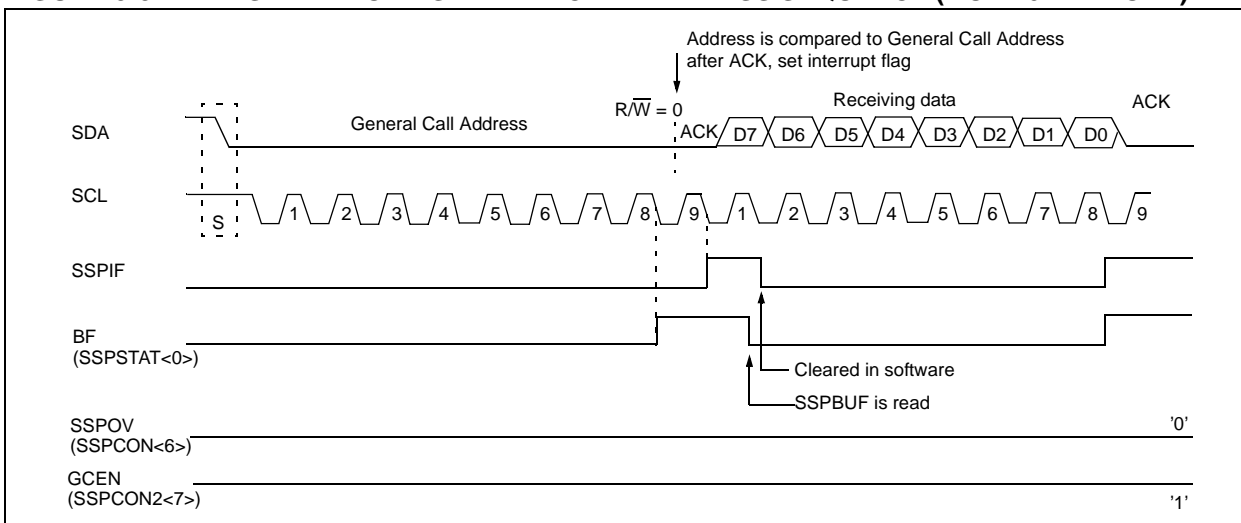 Address is compared to General Call Address
after ACK, set interrupt flag
R/W = 0
Receiving data
ACK
SDA
General Call Address
ACK
D7 D6 D5 D4 D3 D2 D1 D0
SCL
S
1 2 3 4 5 6 7 8 9 1 2 3 4 5 6 7 8 9
SSPIF
BF
(SSPSTAT<0>)
Cleared in software
SSPBUF is read
SSPOV
(SSPCON<6>)
'0'
GCEN
(SSPCON2<7>)
'1'